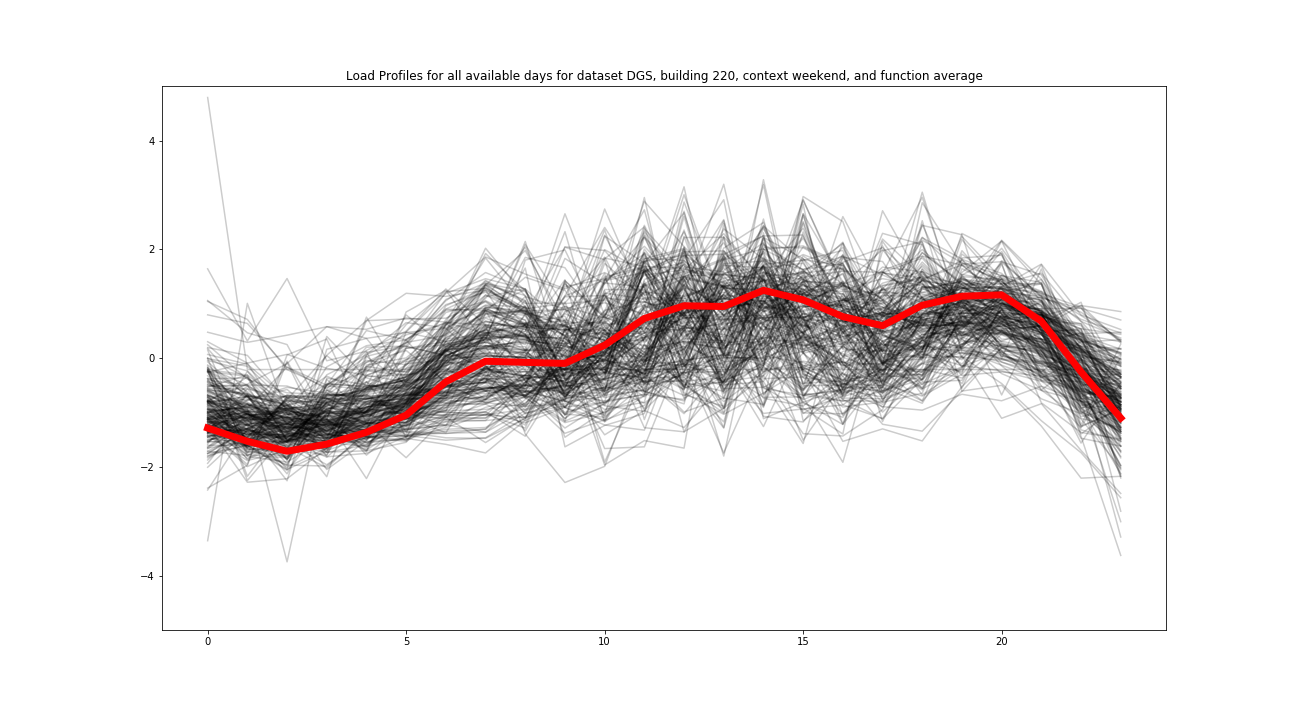 Load Profiles for all available days for dataset DGS, building 220, context weekend, and function average
4
2
0
−2
−4
0 5 10 15 20